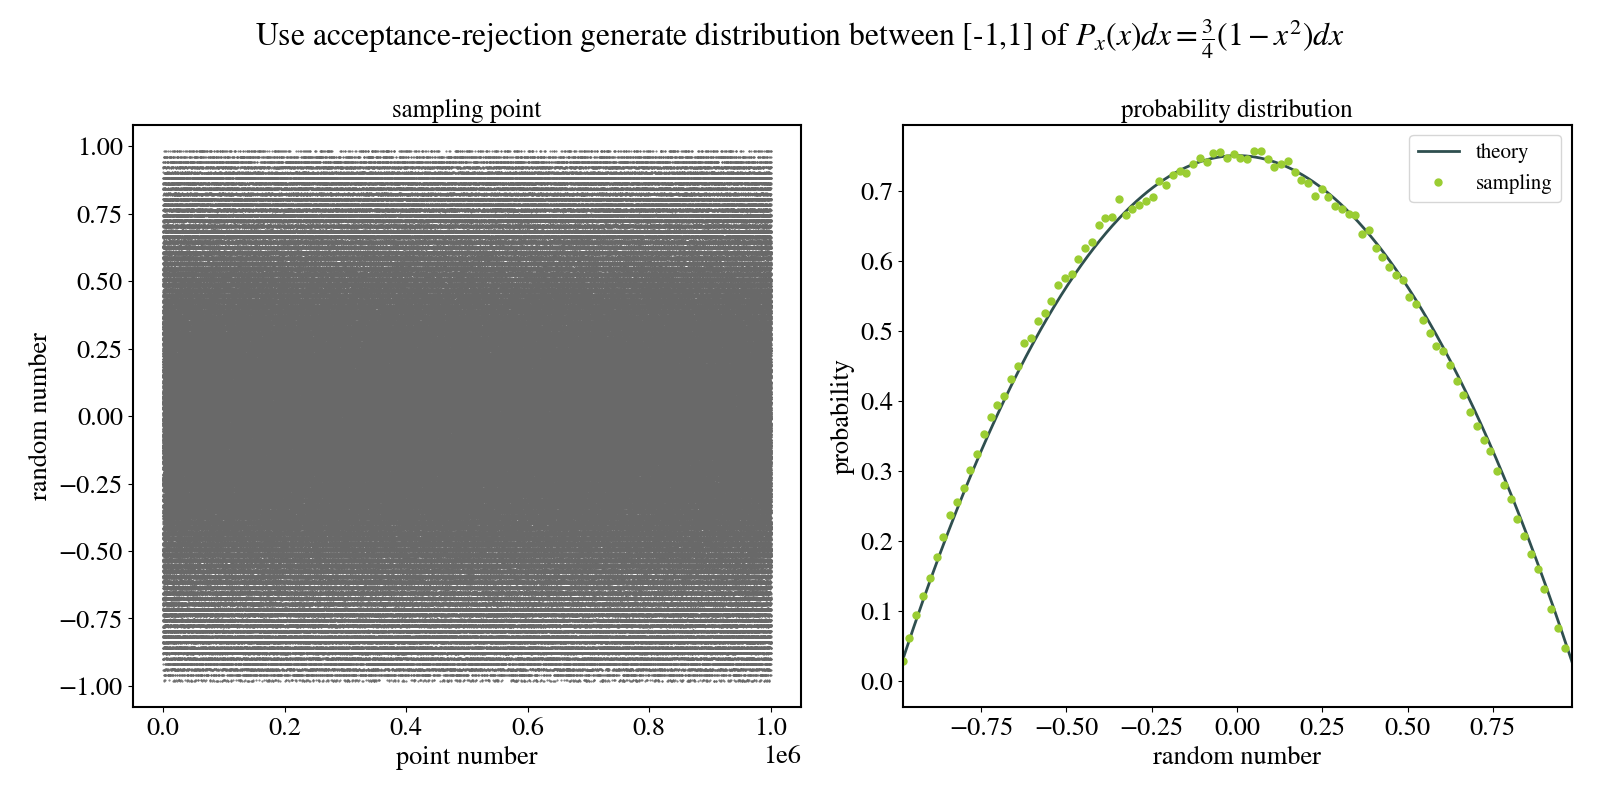 Use acceptance-rejection generate distribution between [-1,1] of $P_x(x)dx=\frac{3}{4}(1-x^2)dx$
sampling point
1.00
0.75
0.50
0.25
0.00
−0.25
−0.50
−0.75
−1.00
random number
0.0 0.2 0.4 0.6 0.8 1.0
1e6
point number
probability distribution
theory
sampling
0.7
0.6
0.5
0.4
0.3
0.2
0.1
0.0
probability
−0.75 −0.50 −0.25 0.00 0.25 0.50 0.75
random number